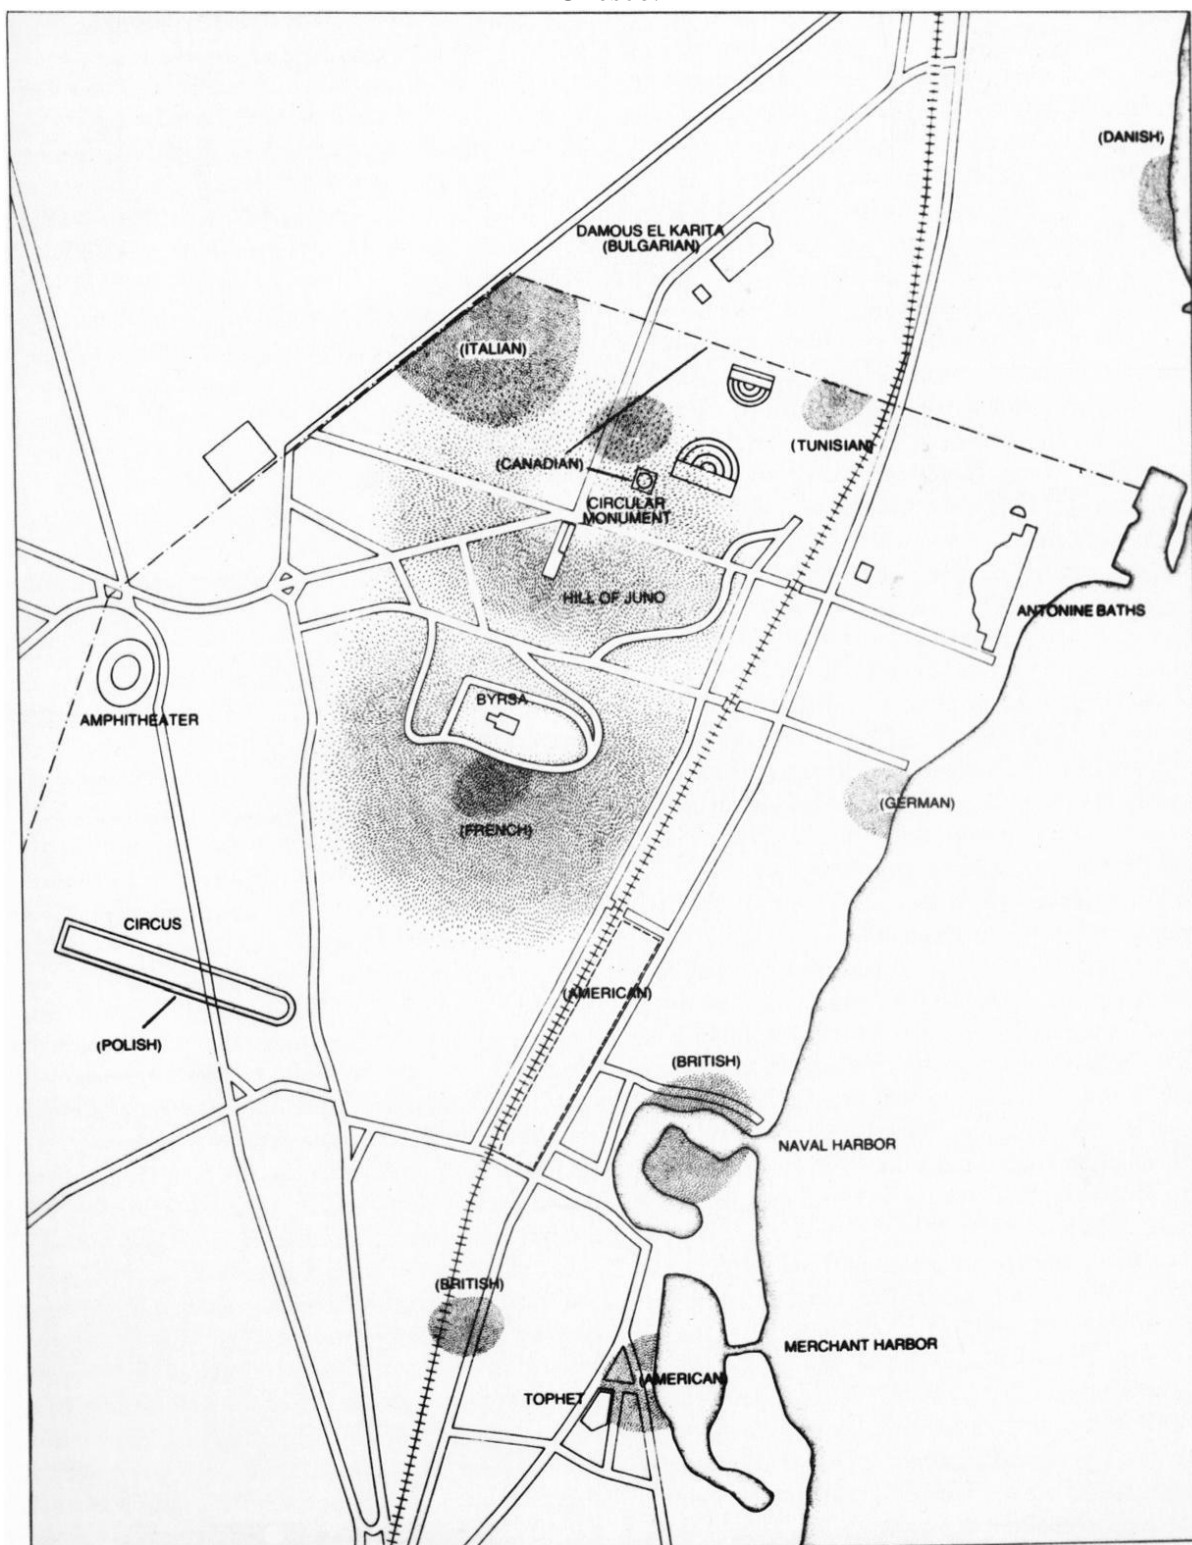 (DANISH)
DAMOUS EL KARITA
(BULGARIAN)
(ITALIAN)
(TUNISIAN)
(CANADIAN)
CIRCULAR
MONUMENT
HILL OF JUNO
ANTONINE BATHS
BYRSA
AMPHITHEATER
(GERMAN)
(FRENCH)
CIRCUS
(AMERICAN)
(POLISH)
(BRITISH)
NAVAL HARBOR
(BRITISH)
MERCHANT HARBOR
(AMERICAN)
TOPHET